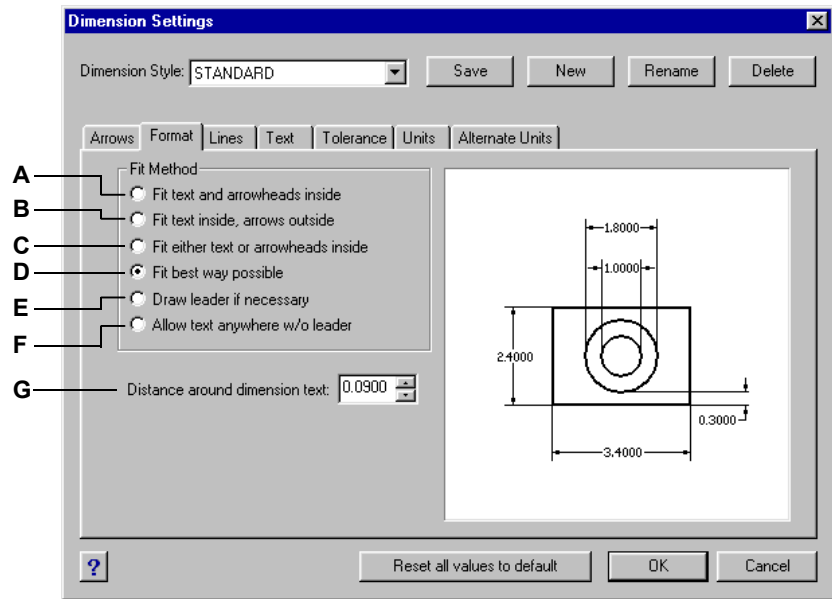 Dimension Settings
Dimension Style: STANDARD Save New Rename Delete
Arrows Format Lines Text Tolerance Units Alternate Units
Fit Method
A Fit text and arrowheads inside
B Fit text inside, arrows outside
C Fit either text or arrowheads inside
D Fit best way possible
E Draw leader if necessary
F Allow text anywhere w/o leader
G Distance around dimension text: 0.0900
1.8000
1.0000
2.4000
0.3000
3.4000
? Reset all values to default OK Cancel